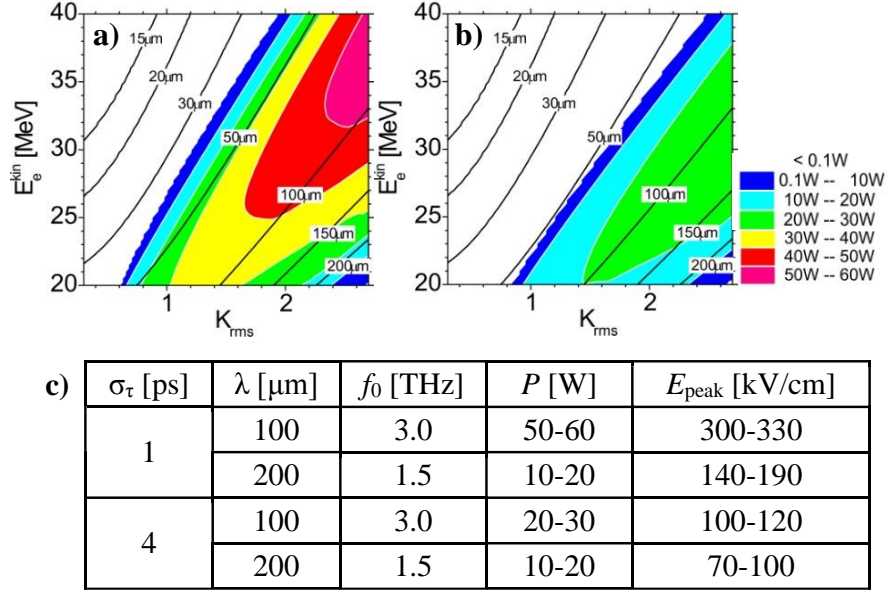 a)
40
35
30
25
20
E_e^kin [MeV]
15µm
20µm
30µm
50µm
100µm
150µm
200µm
1
2
K_rms
b)
40
35
30
25
20
E_e^kin [MeV]
15µm
20µm
30µm
50µm
100µm
150µm
200µm
1
2
K_rms
< 0.1W
0.1W -- 10W
10W -- 20W
20W -- 30W
30W -- 40W
40W -- 50W
50W -- 60W
c) σ_τ [ps] λ [µm] f_0 [THz] P [W] E_peak [kV/cm]
1 100 3.0 50-60 300-330
200 1.5 10-20 140-190
4 100 3.0 20-30 100-120
200 1.5 10-20 70-100